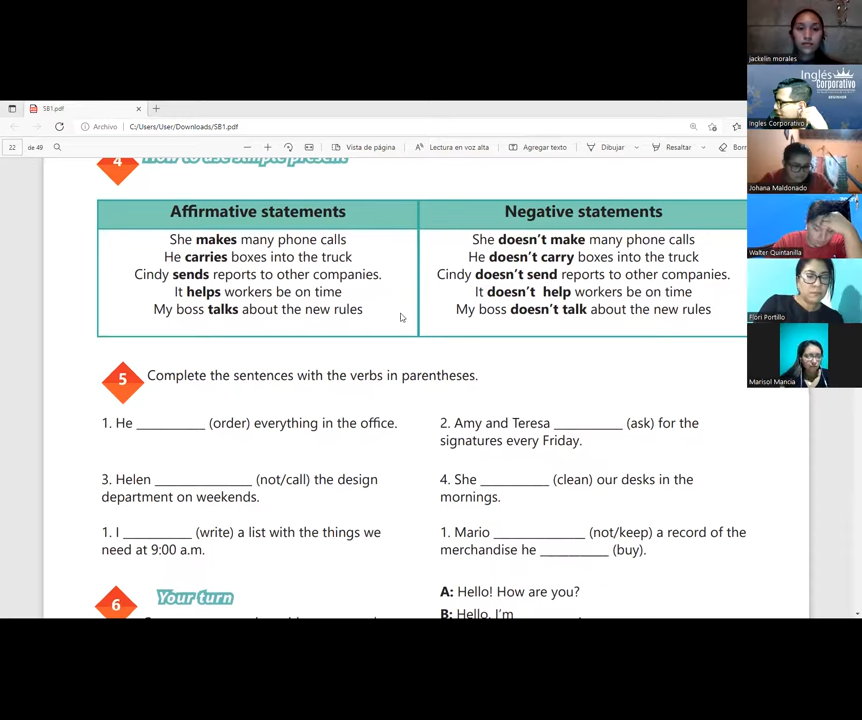 SB1.pdf
Archivo
C:/Users/User/Downloads/SB1.pdf
22
de 49
Vista de página
Lectura en voz alta
Agregar texto
Dibujar
Resaltar
4
How to use simple present
Affirmative statements
She makes many phone calls
He carries boxes into the truck
Cindy sends reports to other companies.
It helps workers be on time
My boss talks about the new rules
Negative statements
She doesn't make many phone calls
He doesn't carry boxes into the truck
Cindy doesn't send reports to other companies.
It doesn't help workers be on time
My boss doesn't talk about the new rules
5
Complete the sentences with the verbs in parentheses.
1. He __________ (order) everything in the office.
2. Amy and Teresa __________ (ask) for the
signatures every Friday.
3. Helen ______________ (not/call) the design
department on weekends.
4. She __________ (clean) our desks in the
mornings.
1. I __________ (write) a list with the things we
need at 9:00 a.m.
1. Mario ______________ (not/keep) a record of the
merchandise he __________ (buy).
6
Your turn
A: Hello! How are you?
B: Hello, I'm
jackelin morales
Inglés
Corporativo
Ingles Corporativo
Johana Maldonado
Walter Quintanilla
Flori Portillo
Marisol Mancia